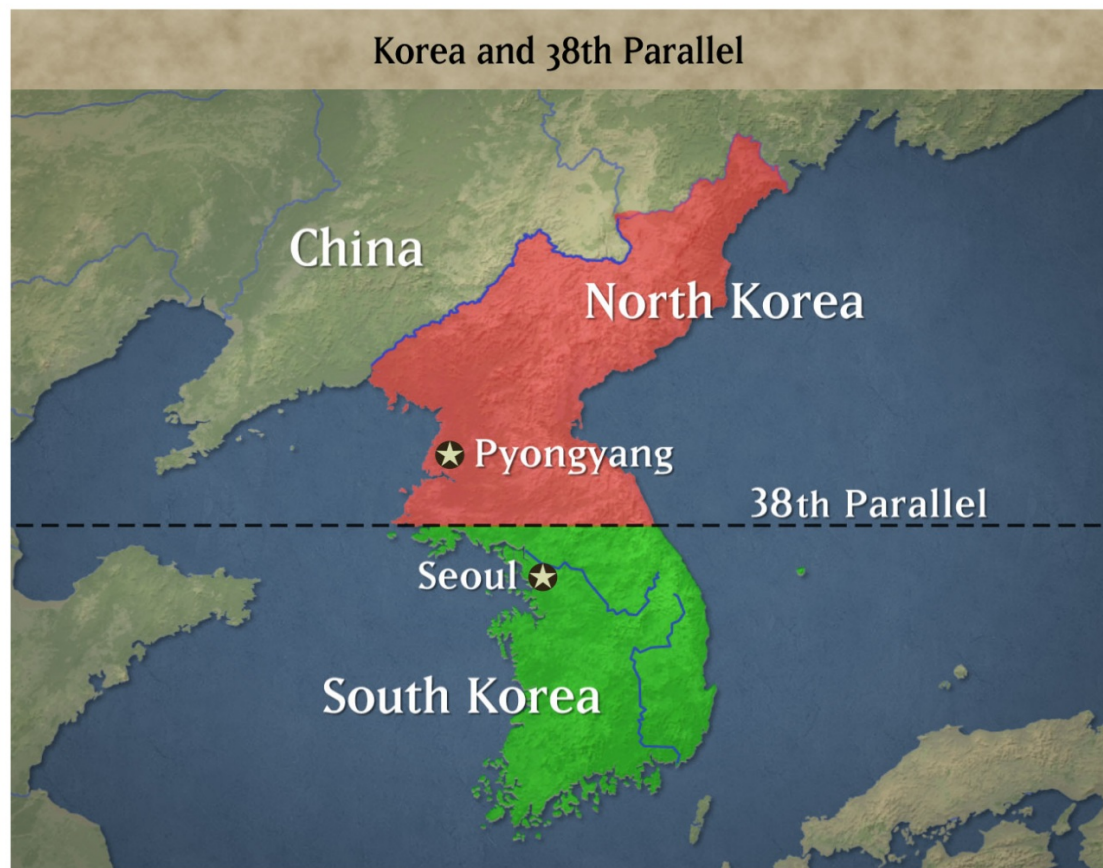 Korea and 38th Parallel
China
North Korea
Pyongyang
38th Parallel
Seoul
South Korea